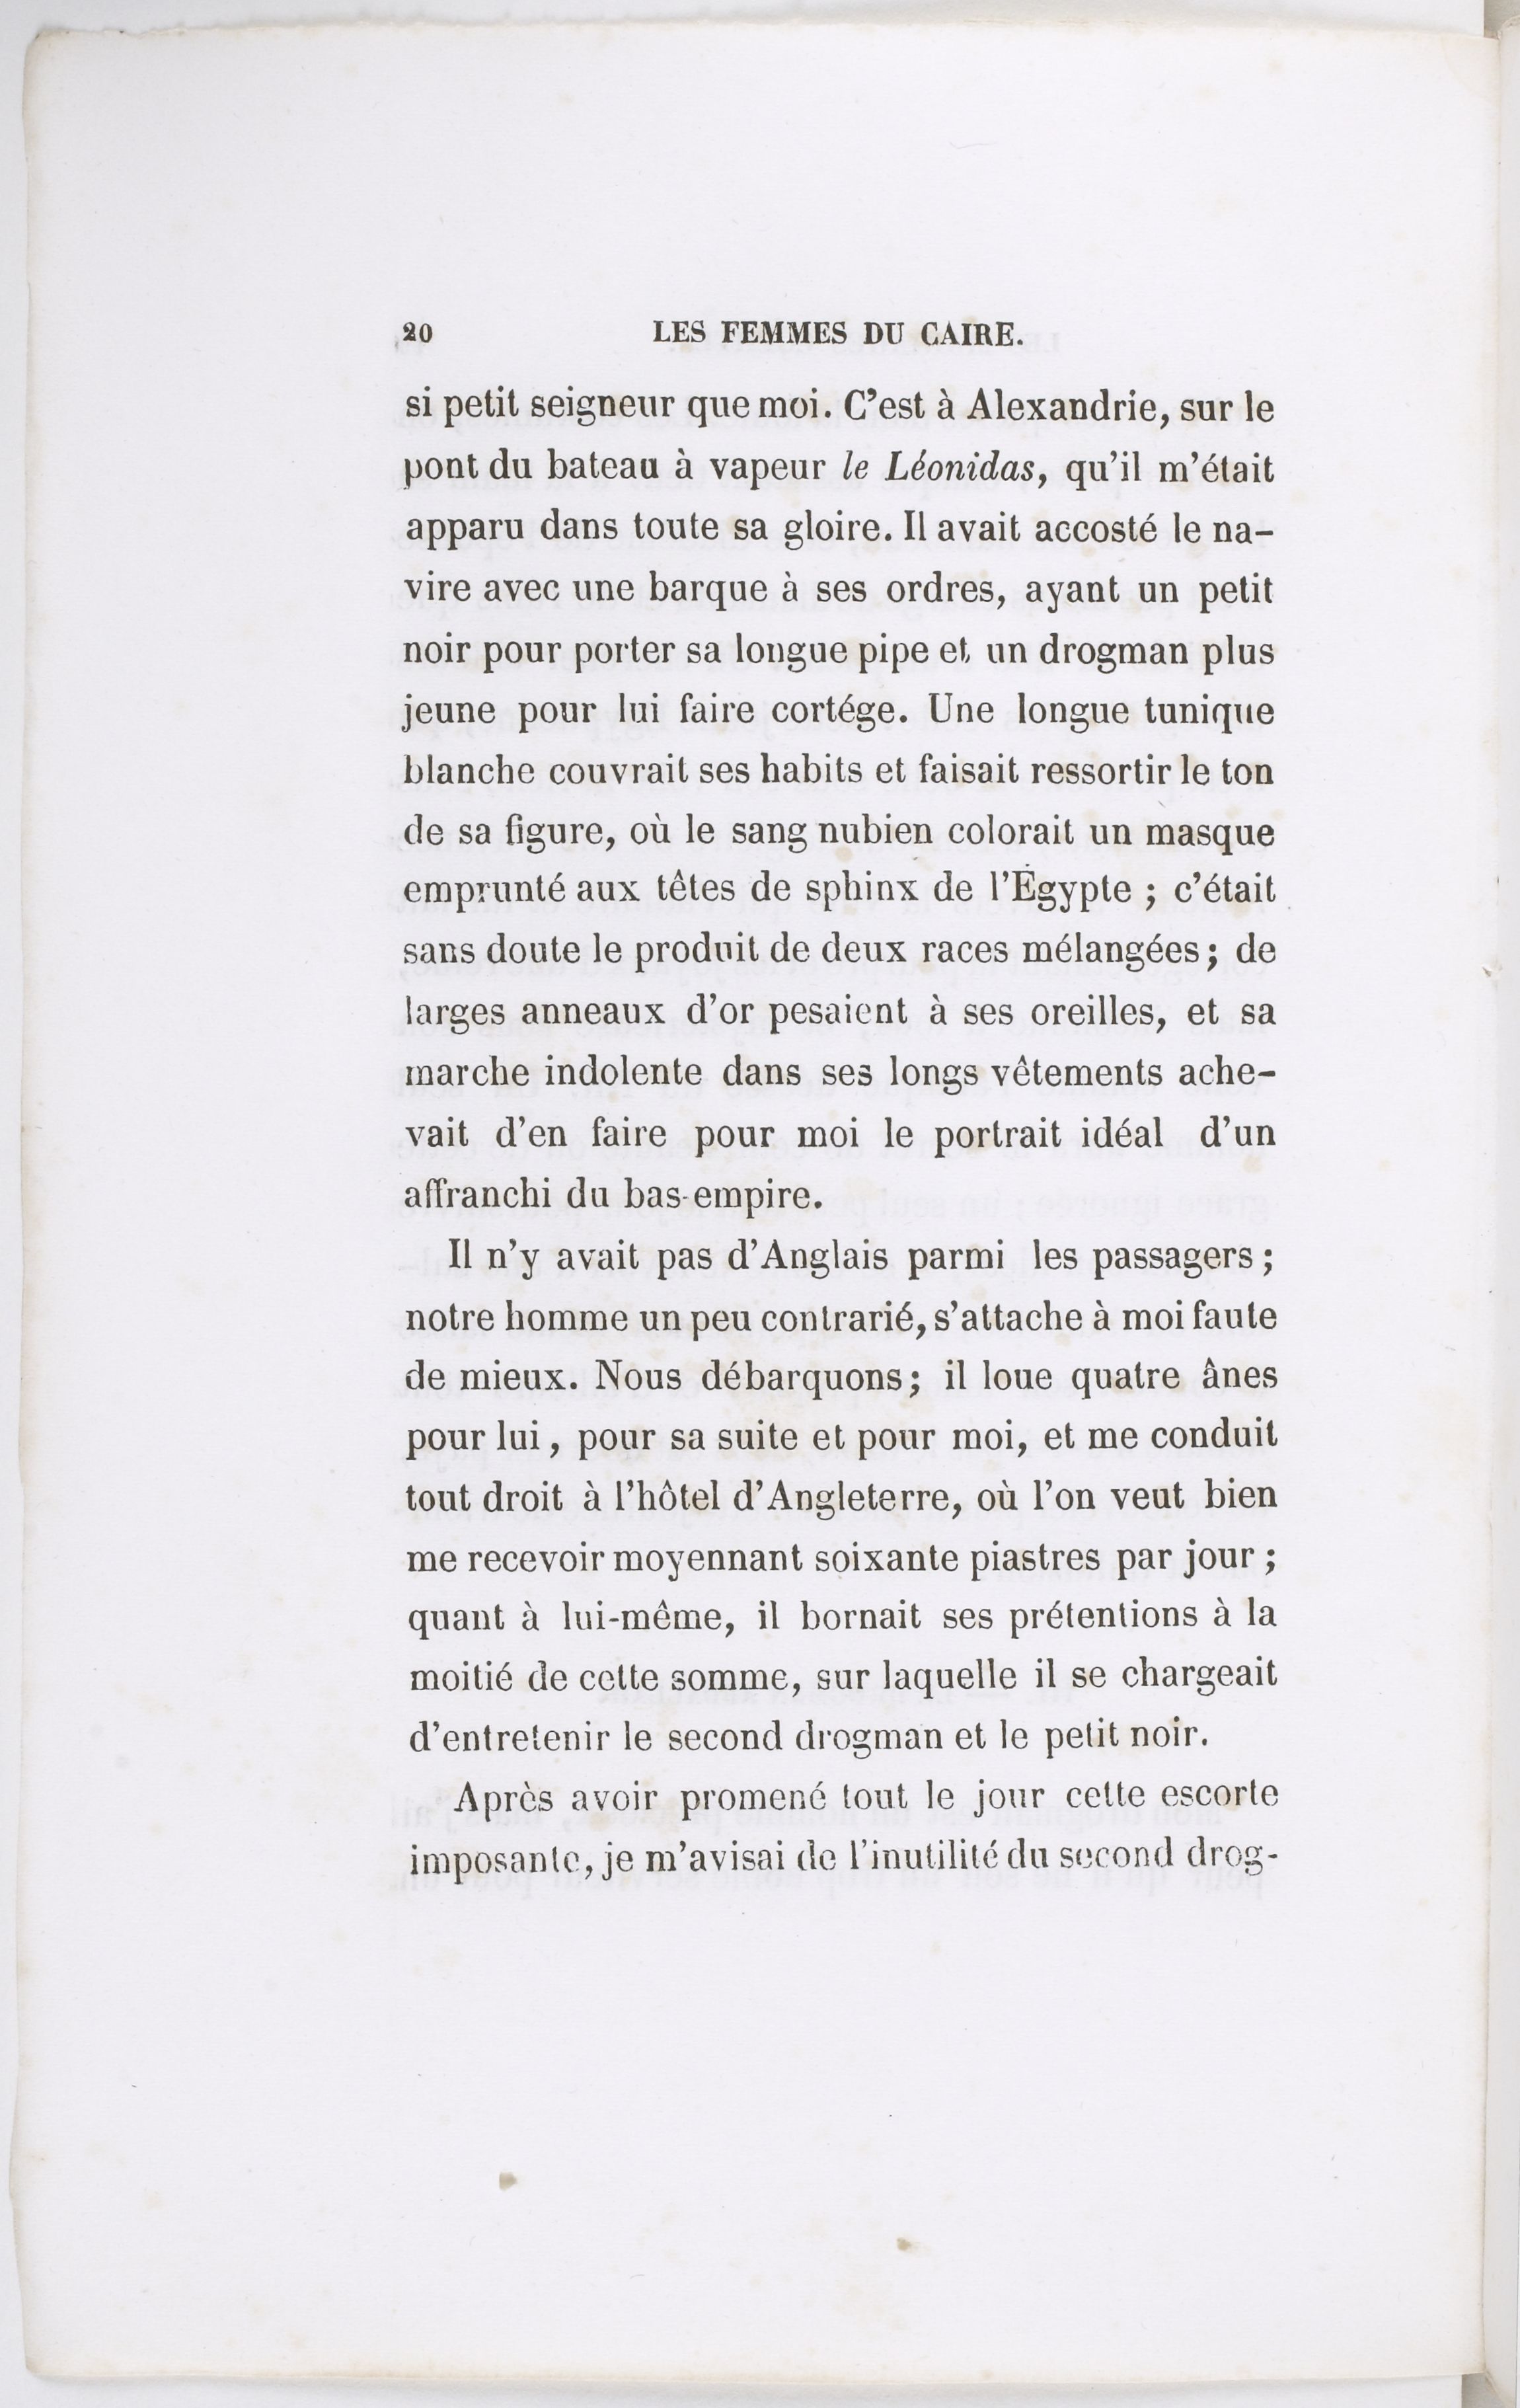 20 LES FEMMES DU CAIRE.
si petit seigneur que moi. C'est à Alexandrie, sur le
pont du bateau à vapeur le Léonidas, qu'il m'était
apparu dans toute sa gloire. Il avait accosté le na-
vire avec une barque à ses ordres, ayant un petit
noir pour porter sa longue pipe et un drogman plus
jeune pour lui faire cortége. Une longue tunique
blanche couvrait ses habits et faisait ressortir le ton
de sa figure, où le sang nubien colorait un masque
emprunté aux têtes de sphinx de l'Égypte ; c'était
sans doute le produit de deux races mélangées; de
larges anneaux d'or pesaient à ses oreilles, et sa
marche indolente dans ses longs vêtements ache-
vait d'en faire pour moi le portrait idéal d'un
affranchi du bas-empire.
Il n'y avait pas d'Anglais parmi les passagers;
notre homme un peu contrarié, s'attache à moi faute
de mieux. Nous débarquons; il loue quatre ânes
pour lui, pour sa suite et pour moi, et me conduit
tout droit à l'hôtel d'Angleterre, où l'on veut bien
me recevoir moyennant soixante piastres par jour ;
quant à lui-même, il bornait ses prétentions à la
moitié de cette somme, sur laquelle il se chargeait
d'entretenir le second drogman et le petit noir.
Après avoir promené tout le jour cette escorte
imposante, je m'avisai de l'inutilité du second drog-